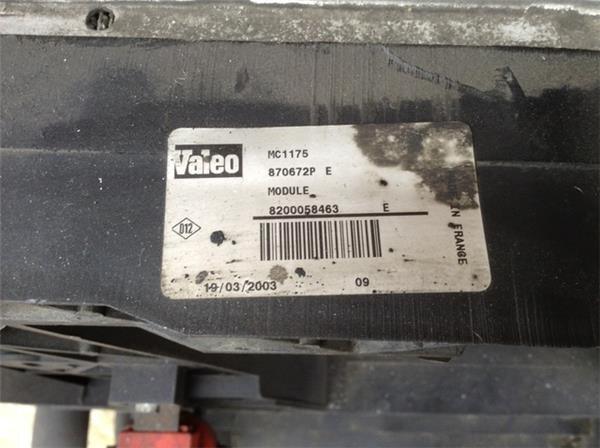 Valeo
MC1175
870672P E
MODULE
8200058463 E
D12
19/03/2003 09
IN FRANCE